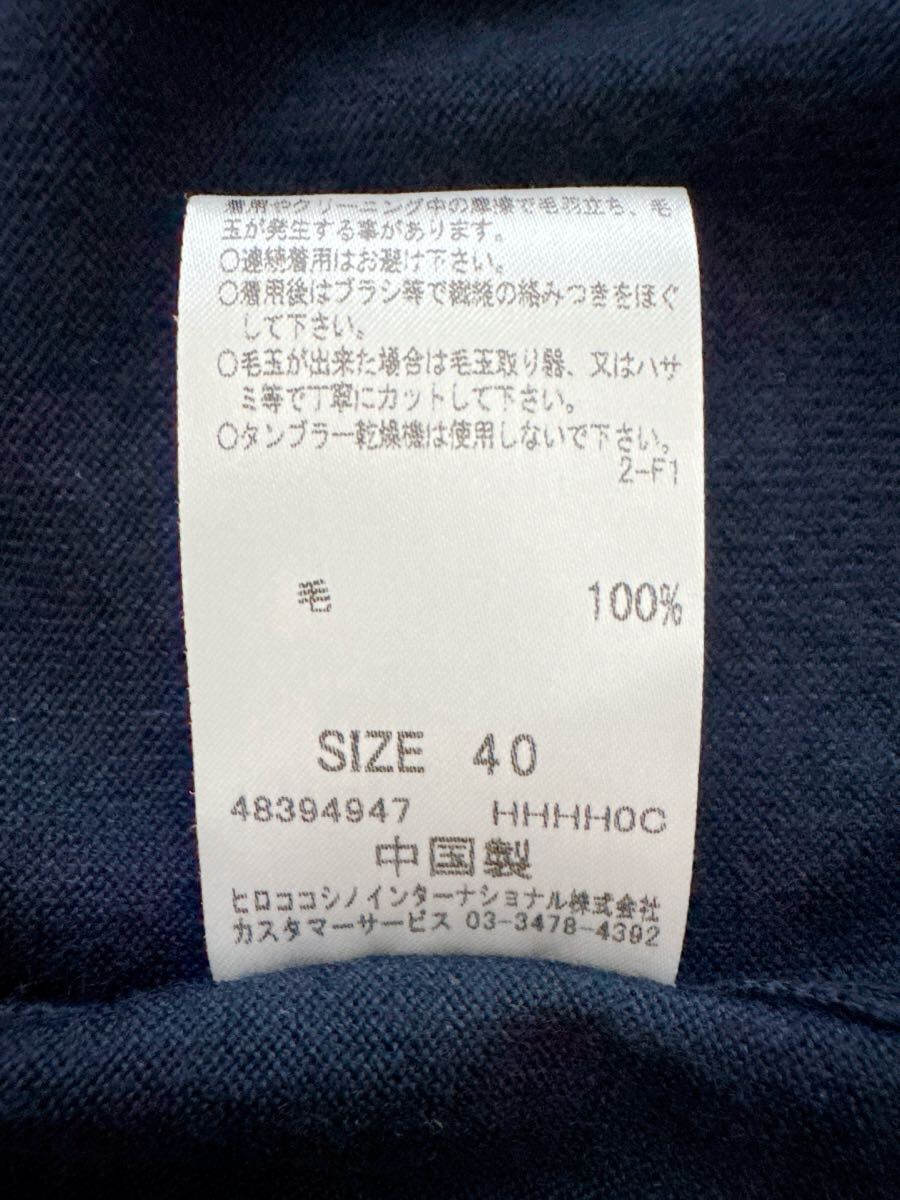 着用やクリーニング中の摩擦で毛羽立ち、毛
玉が発生する事があります。
○連続着用はお避け下さい。
○着用後はブラシ等で繊維の絡みつきをほぐ
して下さい。
○毛玉が出来た場合は毛玉取り器、又はハサ
ミ等で丁寧にカットして下さい。
○タンブラー乾燥機は使用しないで下さい。
2-F1
毛 100%
SIZE 40
48394947 HHHHOC
中国製
ヒロココシノインターナショナル株式会社
カスタマーサービス 03-3478-4392